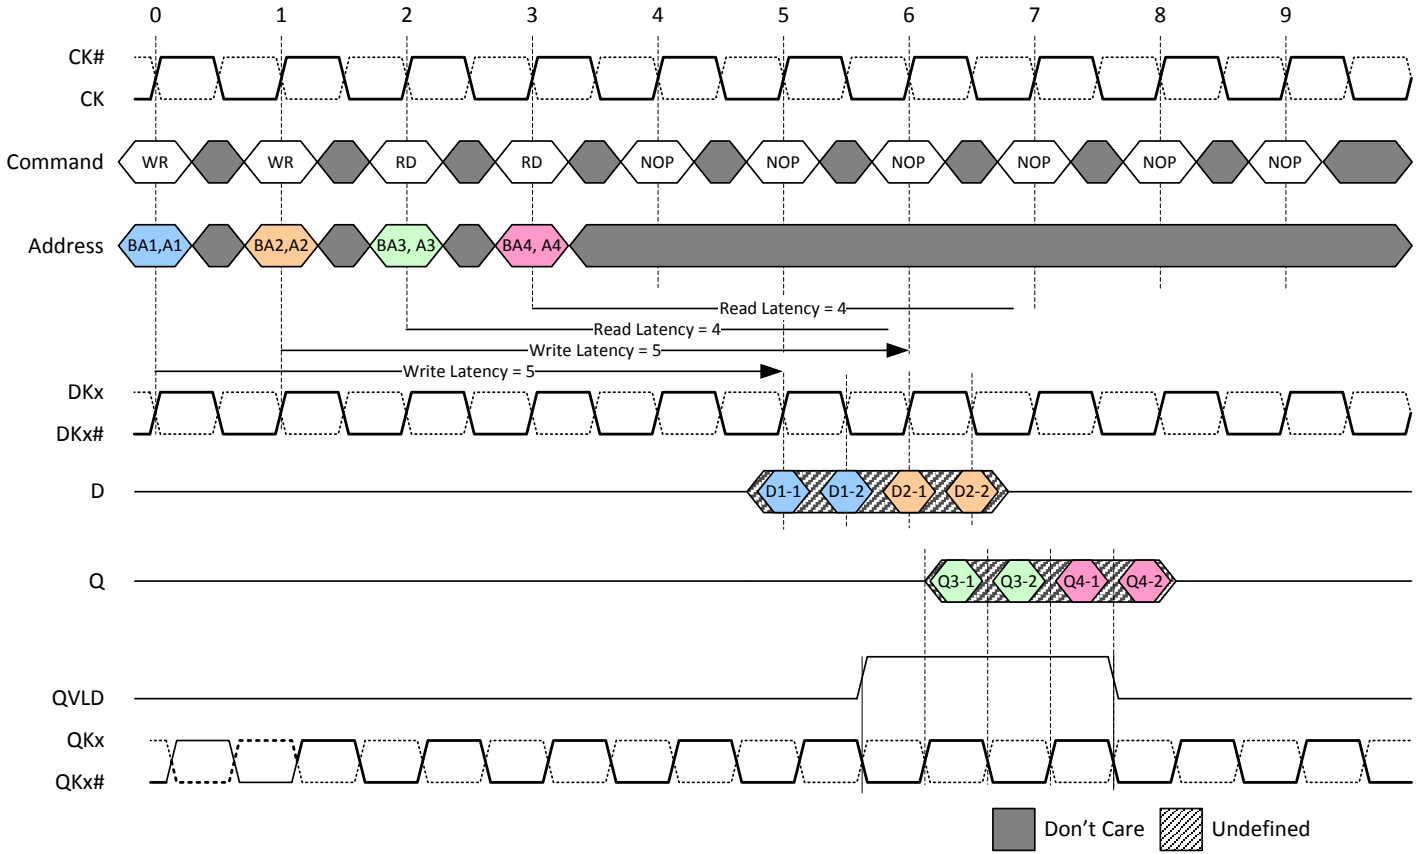 0 1 2 3 4 5 6 7 8 9
CK#
CK
Command WR WR RD RD NOP NOP NOP NOP NOP NOP
Address BA1,A1 BA2,A2 BA3, A3 BA4, A4
Read Latency = 4
Read Latency = 4
Write Latency = 5
Write Latency = 5
DKx
DKx#
D D1-1 D1-2 D2-1 D2-2
Q Q3-1 Q3-2 Q4-1 Q4-2
QVLD
QKx
QKx#
Don't Care Undefined